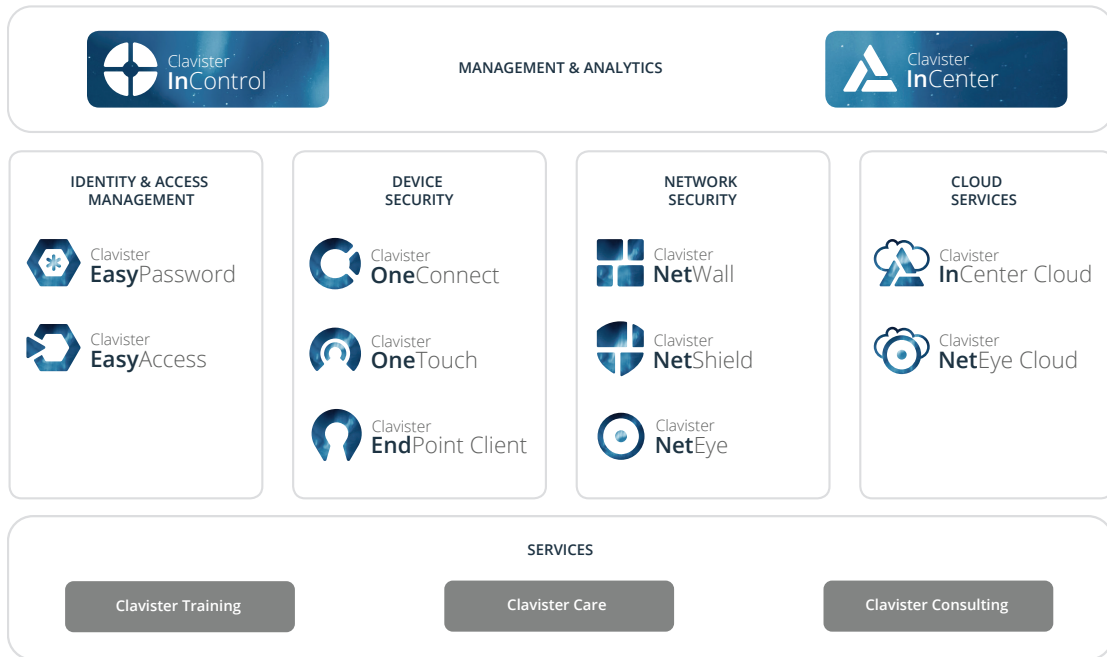 Clavister
InControl
MANAGEMENT & ANALYTICS
Clavister
InCenter
IDENTITY & ACCESS
MANAGEMENT
Clavister
EasyPassword
Clavister
EasyAccess
DEVICE
SECURITY
Clavister
OneConnect
Clavister
OneTouch
Clavister
EndPoint Client
NETWORK
SECURITY
Clavister
NetWall
Clavister
NetShield
Clavister
NetEye
CLOUD
SERVICES
Clavister
InCenter Cloud
Clavister
NetEye Cloud
SERVICES
Clavister Training
Clavister Care
Clavister Consulting